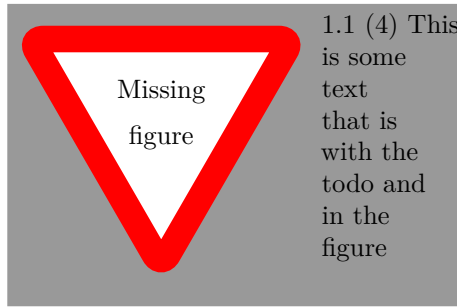 Missing
figure
1.1 (4) This
is some
text
that is
with the
todo and
in the
figure